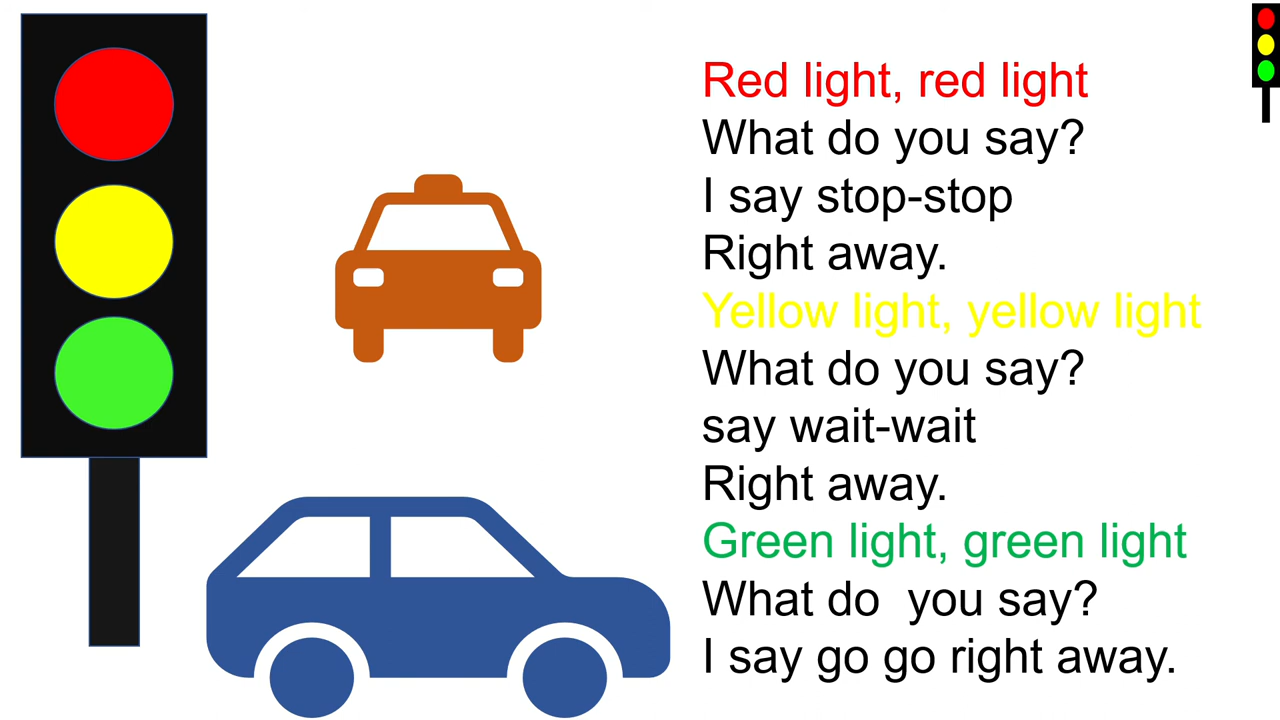 Red light, red light
What do you say?
I say stop-stop
Right away.
Yellow light, yellow light
What do you say?
say wait-wait
Right away.
Green light, green light
What do  you say?
I say go go right away.